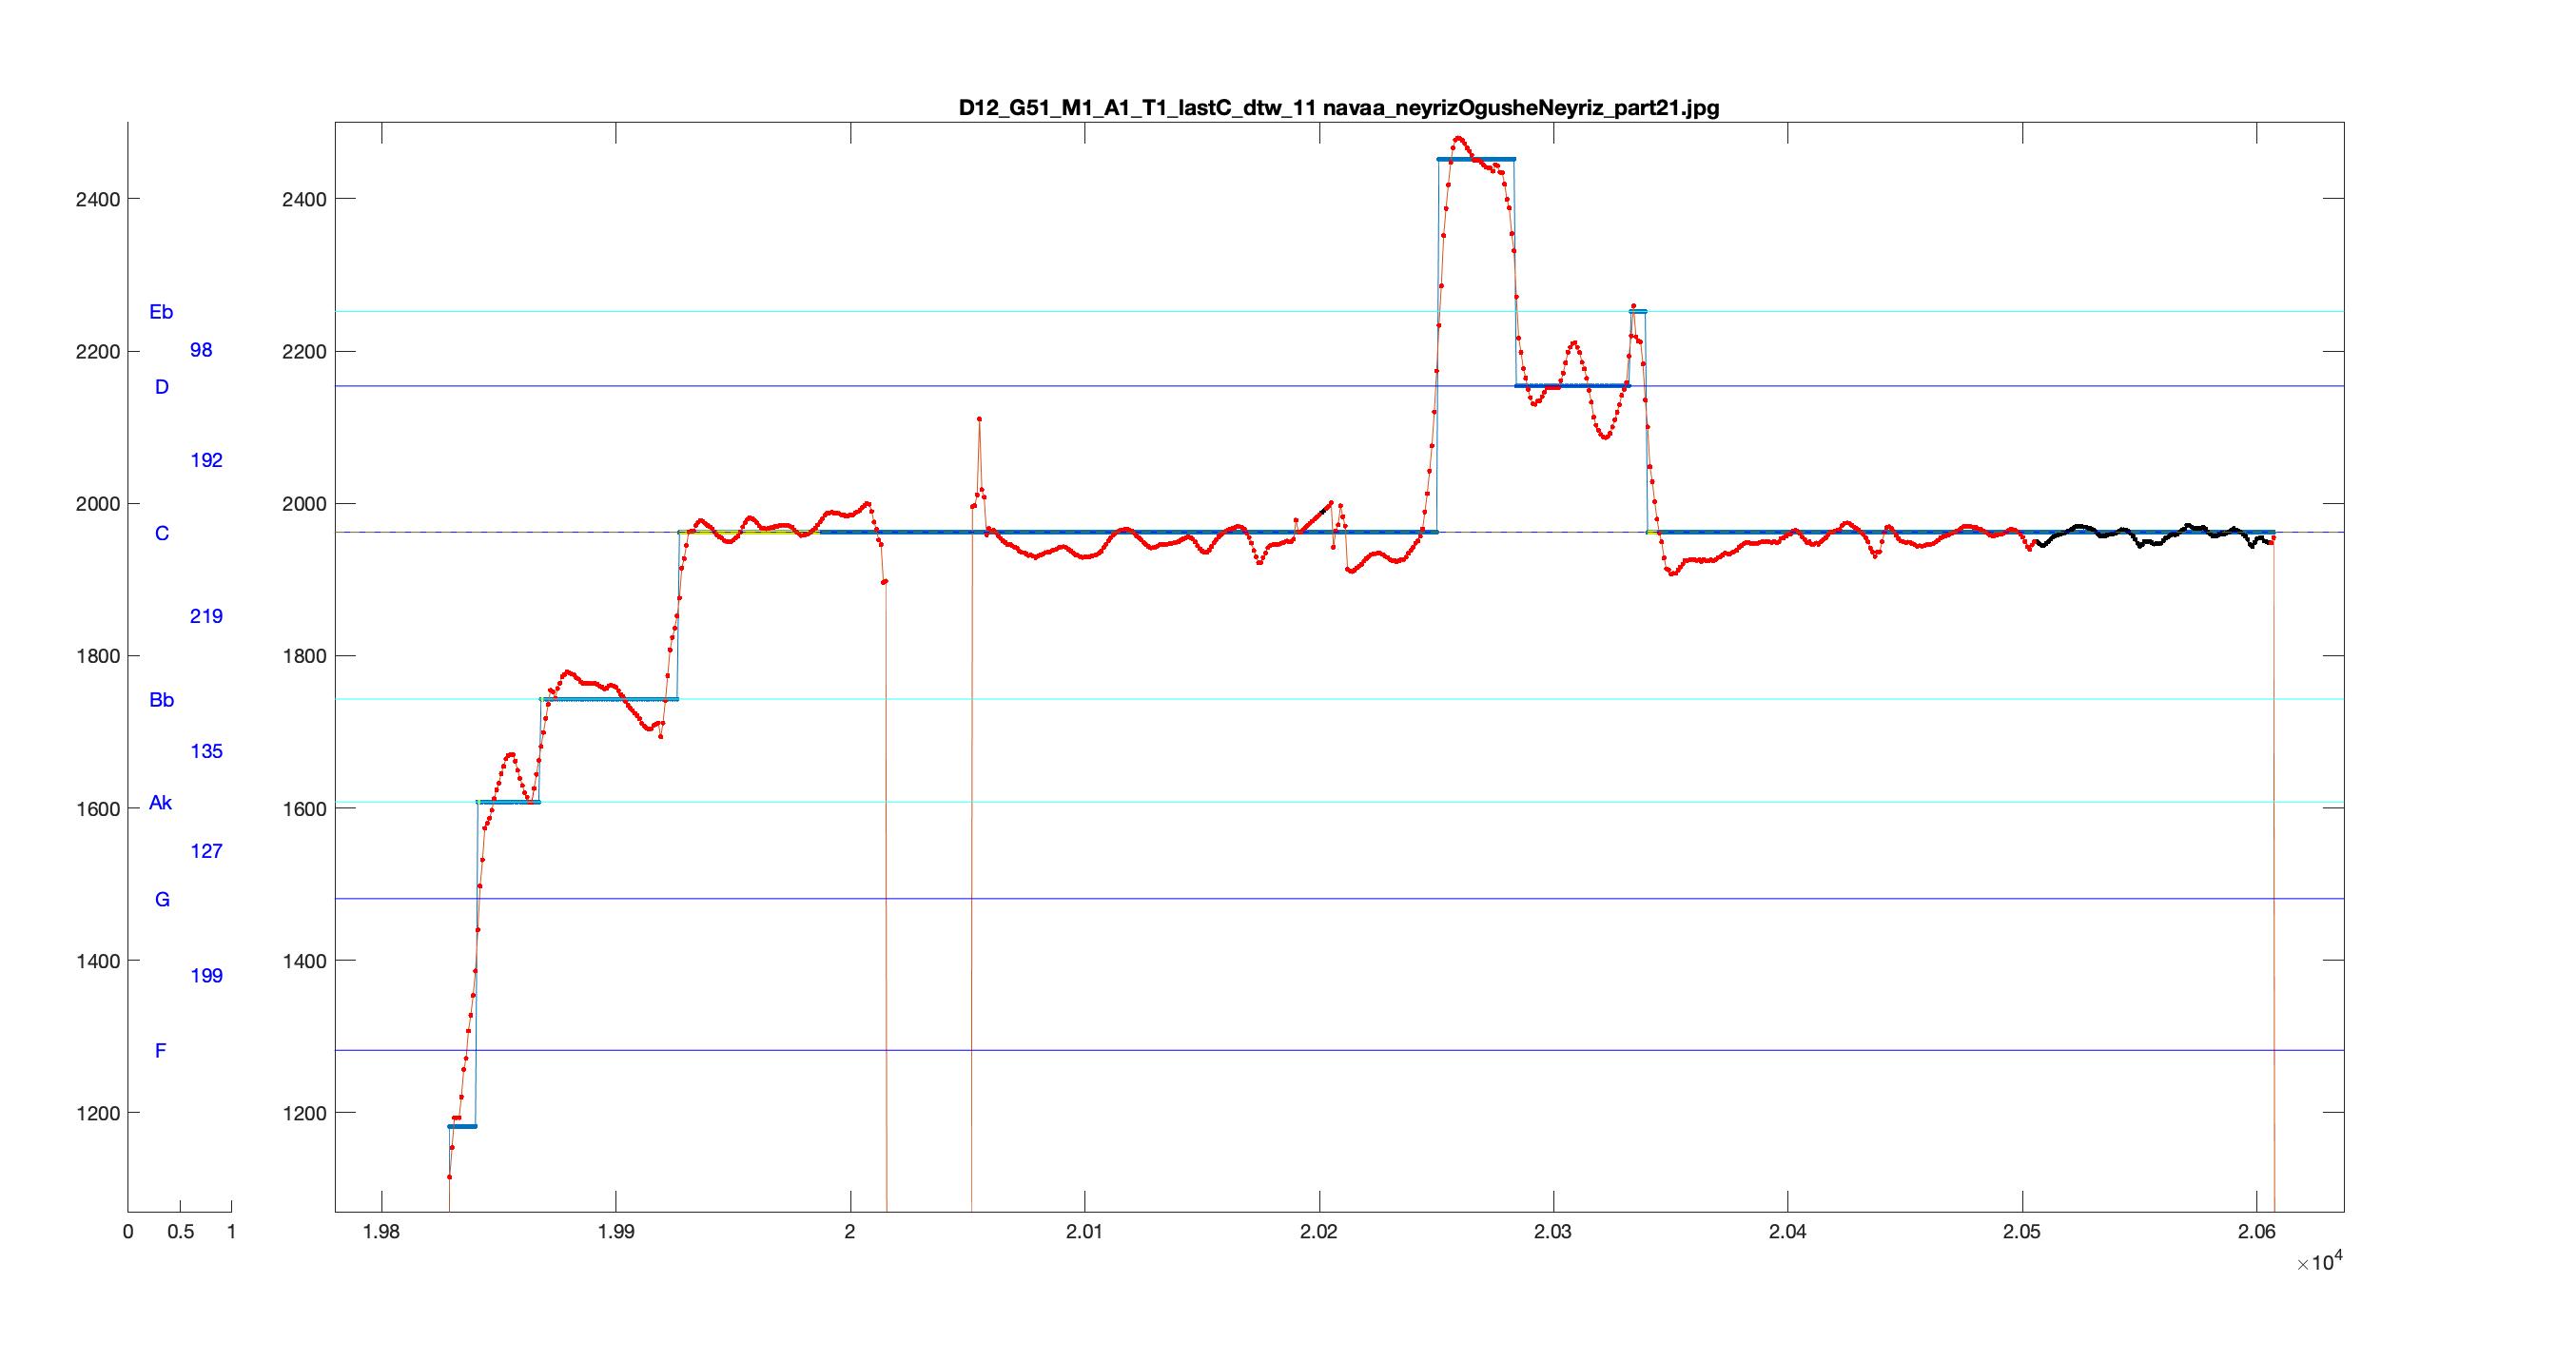 D12_G51_M1_A1_T1_lastC_dtw_11 navaa_neyrizOgusheNeyriz_part21.jpg
2400 2400
Eb
98
2200 2200
D
192
2000 2000
C
219
1800 1800
Bb
135
1600 Ak 1600
127
G
1400 199 1400
F
1200 1200
0 0.5 1 1.98 1.99 2 2.01 2.02 2.03 2.04 2.05 2.06
×10⁴